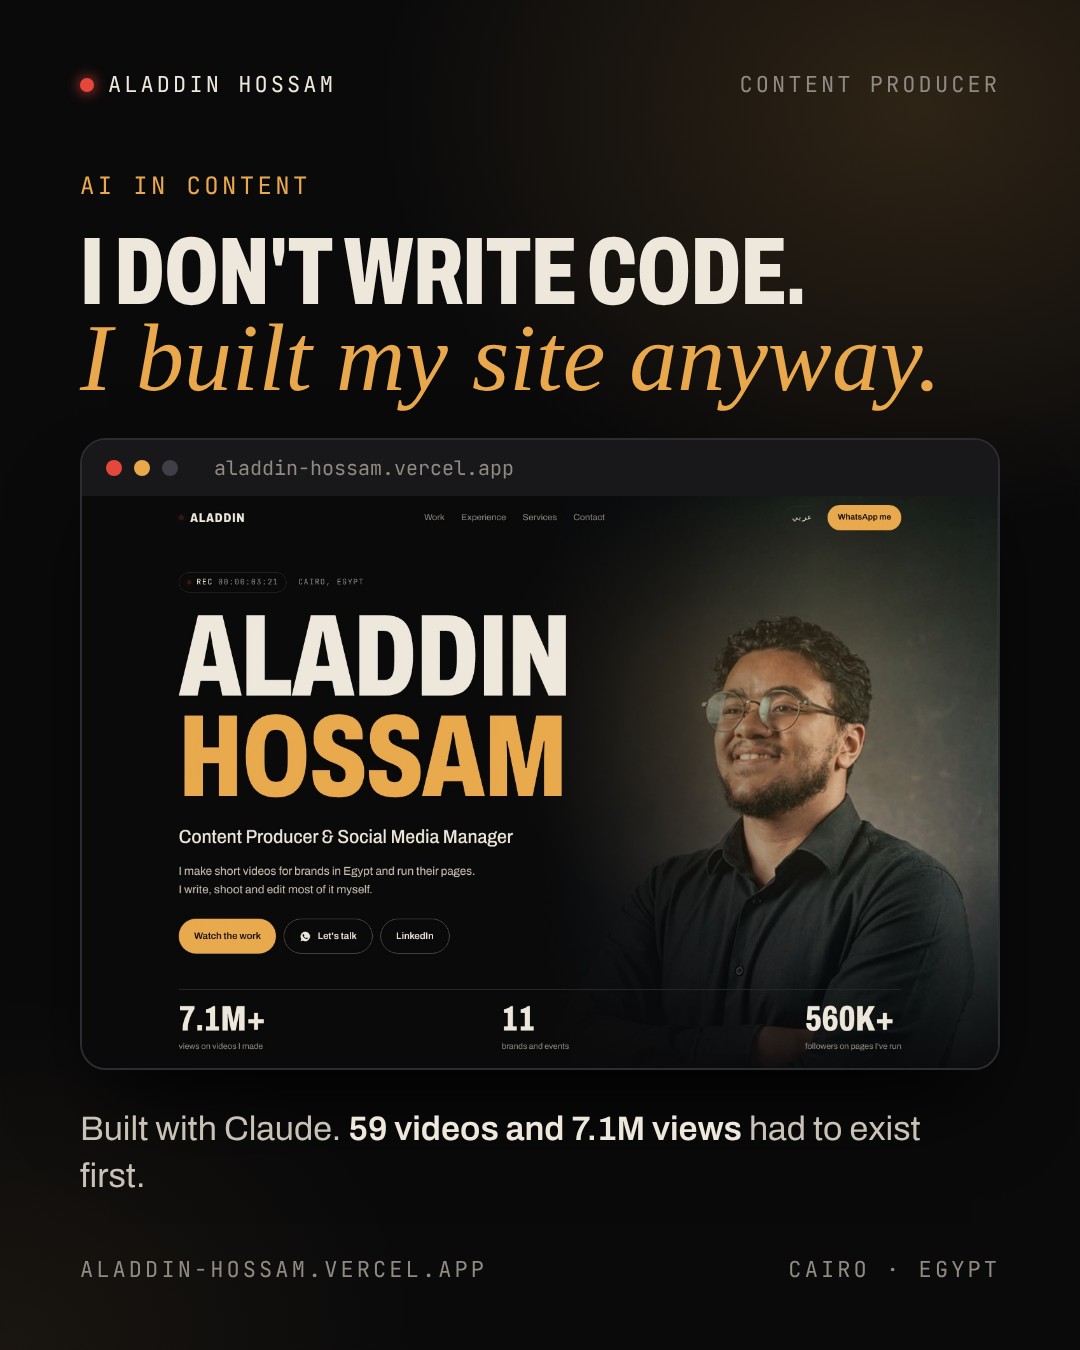 ALADDIN HOSSAM
CONTENT PRODUCER
AI IN CONTENT
I DON'T WRITE CODE.
I built my site anyway.
aladdin-hossam.vercel.app
ALADDIN
Work Experience Services Contact
عربي
WhatsApp me
REC 00:00:03:21
CAIRO, EGYPT
ALADDIN
HOSSAM
Content Producer & Social Media Manager
I make short videos for brands in Egypt and run their pages.
I write, shoot and edit most of it myself.
Watch the work
Let's talk
LinkedIn
7.1M+
views on videos I made
11
brands and events
560K+
followers on pages I've run
Built with Claude. 59 videos and 7.1M views had to exist
first.
ALADDIN-HOSSAM.VERCEL.APP
CAIRO · EGYPT